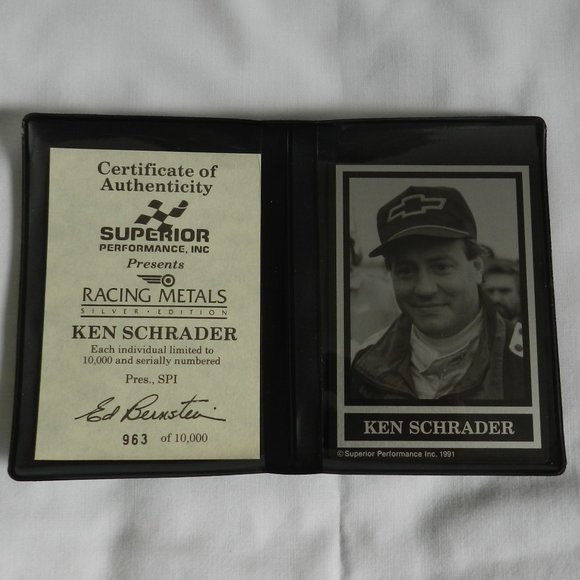 Certificate of
Authenticity
SUPERIOR
PERFORMANCE, INC
Presents
RACING METALS
SILVER • EDITION
KEN SCHRADER
Each individual limited to
10,000 and serially numbered
Pres., SPI
Ed Bernstein
963 of 10,000
KEN SCHRADER
©Superior Performance Inc. 1991